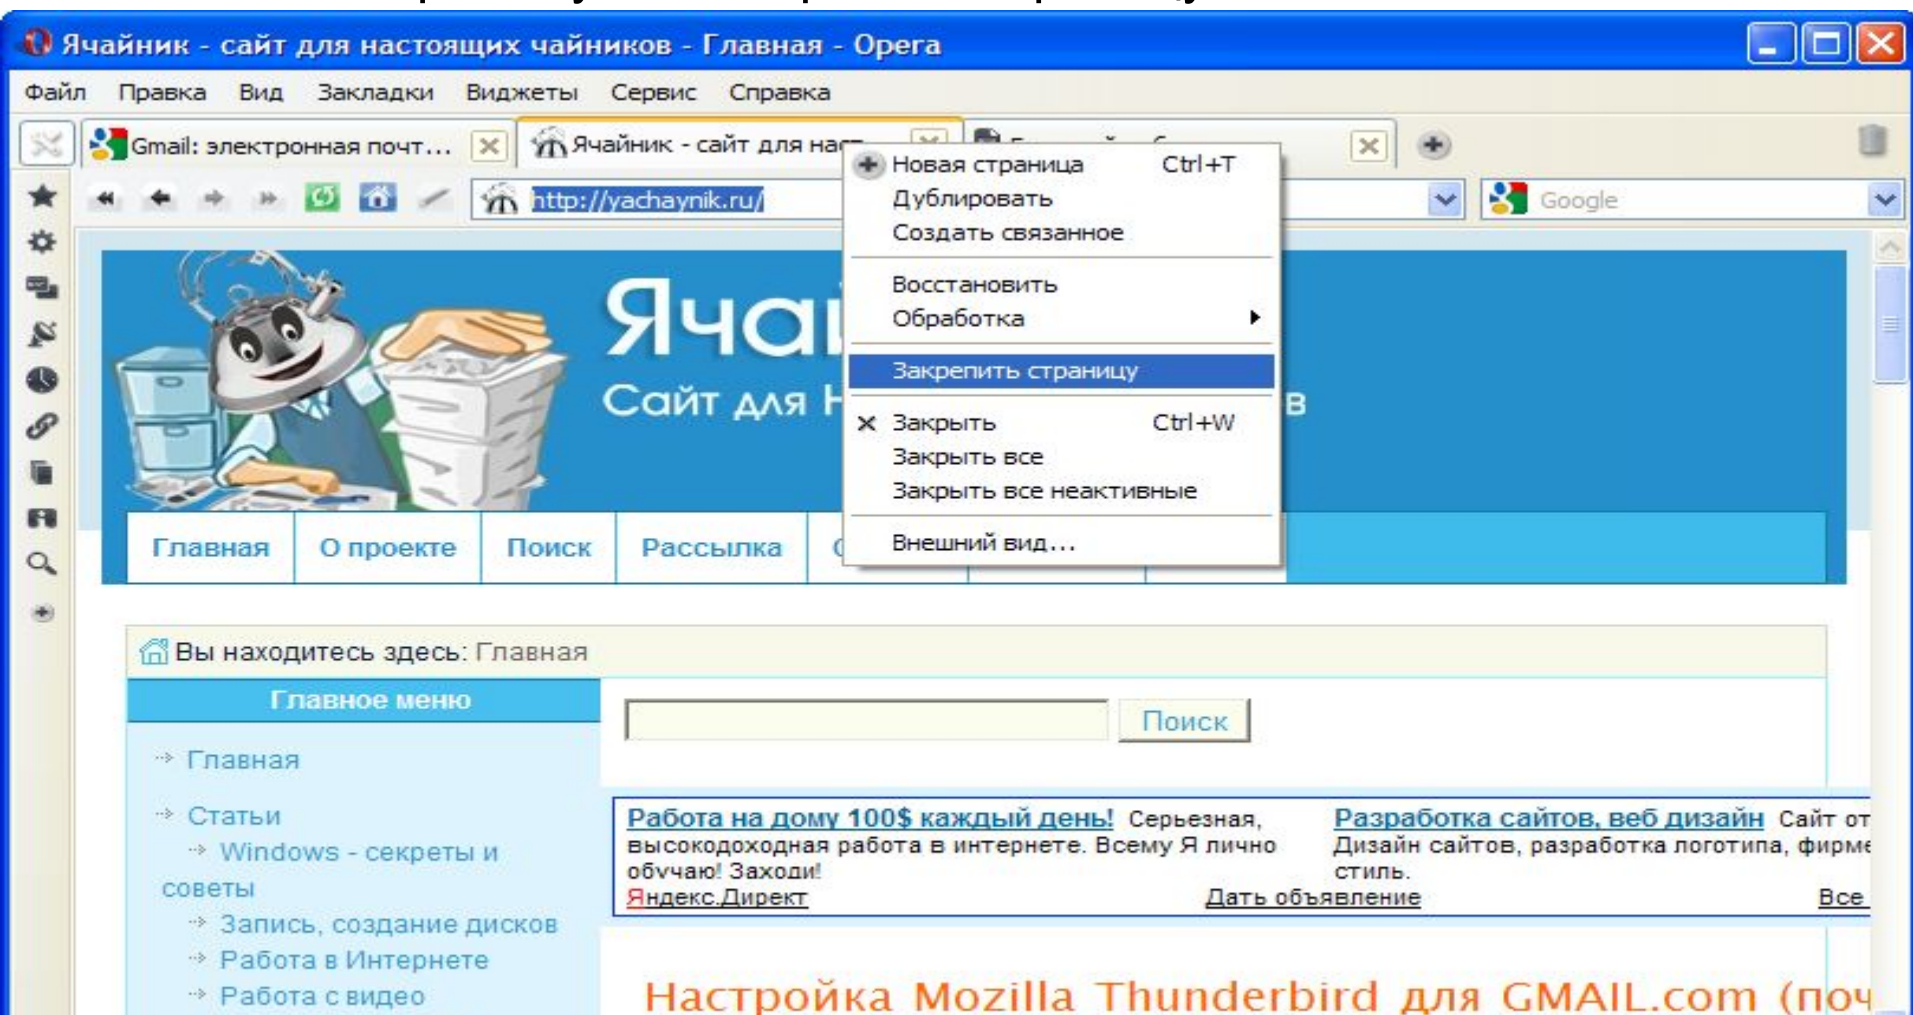 Ячайник - сайт для настоящих чайников - Главная - Opera
Файл Правка Вид Закладки Виджеты Сервис Справка
Gmail: электронная почт... Ячайник - сайт для наст
http://yachaynik.ru/ Google
Новая страница Ctrl+T
Дублировать
Создать связанное
Восстановить
Обработка
Закрепить страницу
Закрыть Ctrl+W
Закрыть все
Закрыть все неактивные
Внешний вид...
Ячай
Сайт для Н в
Главная О проекте Поиск Рассылка
Вы находитесь здесь: Главная
Главное меню
Поиск
Главная
Статьи
Windows - секреты и
советы
Запись, создание дисков
Работа в Интернете
Работа с видео
Работа на дому 100$ каждый день! Серьезная,
высокодоходная работа в интернете. Всему Я лично
обучаю! Заходи!
Разработка сайтов, веб дизайн Сайт от
Дизайн сайтов, разработка логотипа, фирме
стиль.
Яндекс.Директ Дать объявление Все
Настройка Mozilla Thunderbird для GMAIL.com (поч